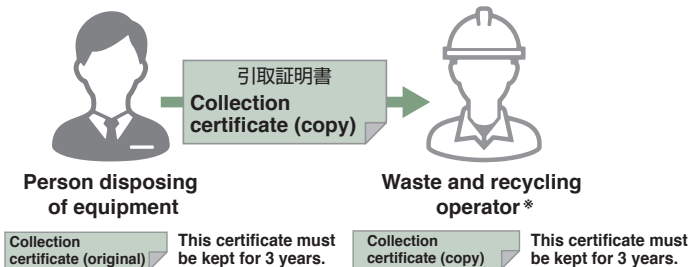 引取証明書
Collection
certificate (copy)
Person disposing
of equipment
Waste and recycling
operator※
Collection
certificate (original)
This certificate must
be kept for 3 years.
Collection
certificate (copy)
This certificate must
be kept for 3 years.